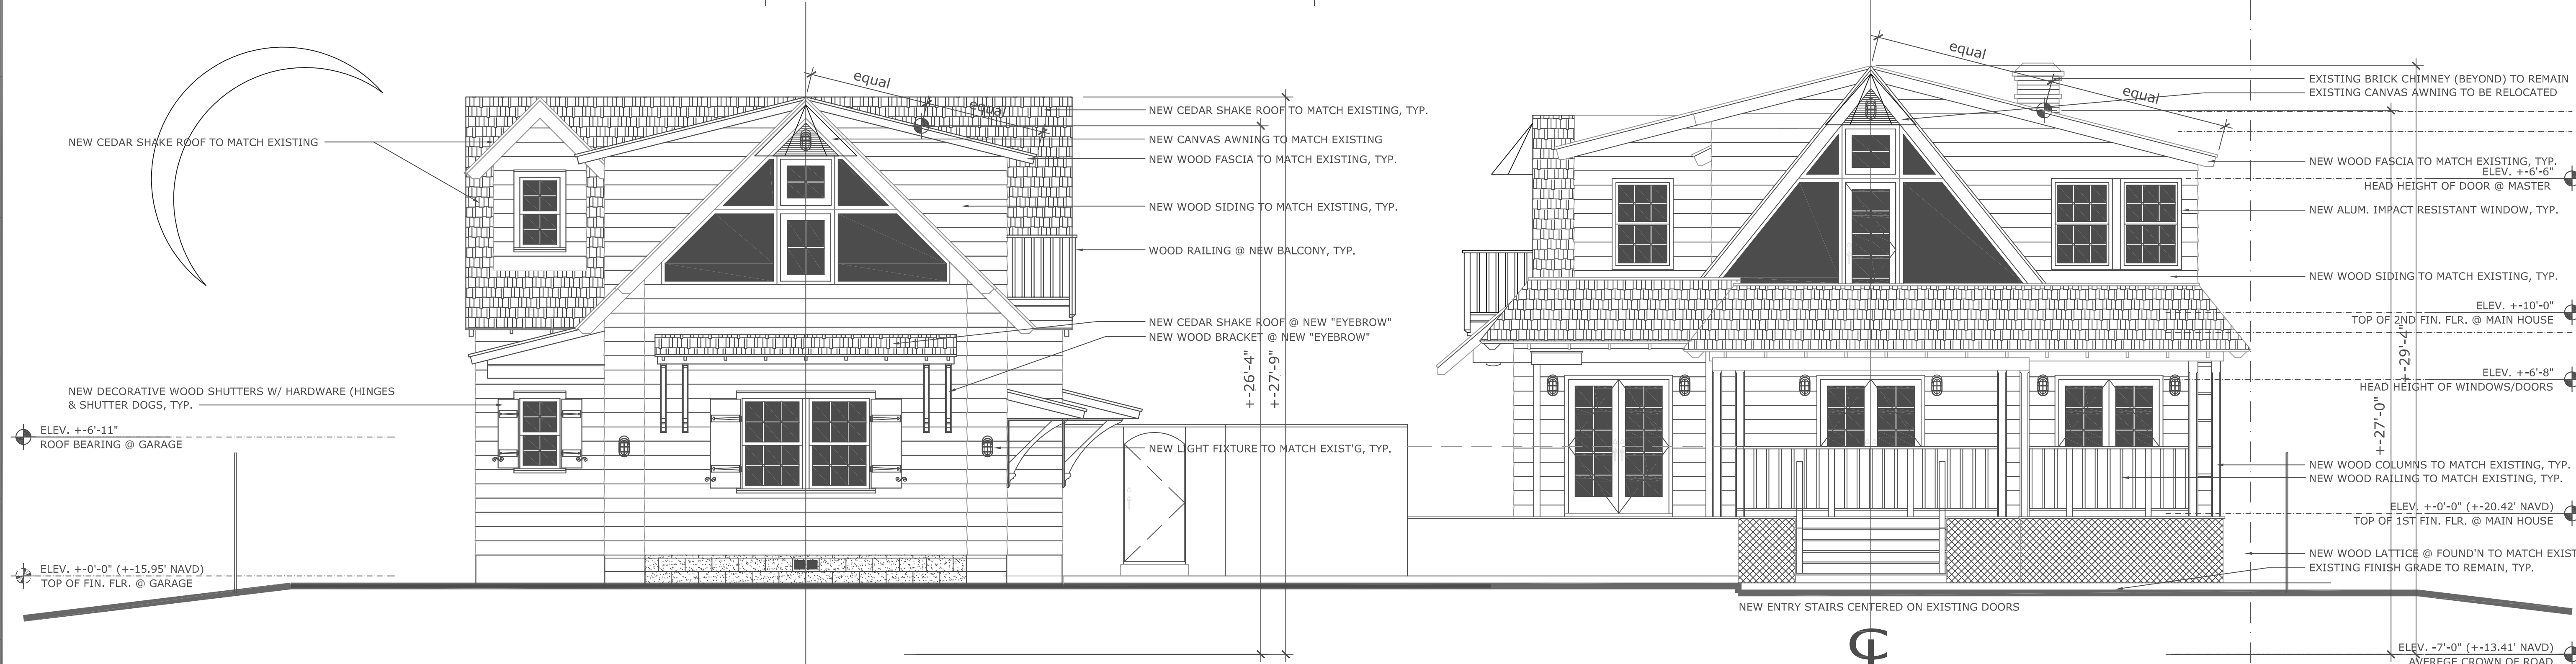 equal
equal
NEW CEDAR SHAKE ROOF TO MATCH EXISTING
NEW DECORATIVE WOOD SHUTTERS W/ HARDWARE (HINGES
& SHUTTER DOGS, TYP.
ELEV. +-6'-11"
ROOF BEARING @ GARAGE
ELEV. +-0'-0" (+-15.95' NAVD)
TOP OF FIN. FLR. @ GARAGE
NEW CEDAR SHAKE ROOF TO MATCH EXISTING, TYP.
NEW CANVAS AWNING TO MATCH EXISTING
NEW WOOD FASCIA TO MATCH EXISTING, TYP.
NEW WOOD SIDING TO MATCH EXISTING, TYP.
WOOD RAILING @ NEW BALCONY, TYP.
NEW CEDAR SHAKE ROOF @ NEW "EYEBROW"
NEW WOOD BRACKET @ NEW "EYEBROW"
+-26'-4"
+-27'-9"
NEW LIGHT FIXTURE TO MATCH EXIST'G, TYP.
equal
equal
EXISTING BRICK CHIMNEY (BEYOND) TO REMAIN
EXISTING CANVAS AWNING TO BE RELOCATED
NEW WOOD FASCIA TO MATCH EXISTING, TYP.
ELEV. +-6'-6"
HEAD HEIGHT OF DOOR @ MASTER
NEW ALUM. IMPACT RESISTANT WINDOW, TYP.
NEW WOOD SIDING TO MATCH EXISTING, TYP.
ELEV. +-10'-0"
TOP OF 2ND FIN. FLR. @ MAIN HOUSE
+-29'-4"
ELEV. +-6'-8"
HEAD HEIGHT OF WINDOWS/DOORS
+-27'-0"
NEW WOOD COLUMNS TO MATCH EXISTING, TYP.
NEW WOOD RAILING TO MATCH EXISTING, TYP.
ELEV. +-0'-0" (+-20.42' NAVD)
TOP OF 1ST FIN. FLR. @ MAIN HOUSE
NEW WOOD LATTICE @ FOUND'N TO MATCH EXIST
EXISTING FINISH GRADE TO REMAIN, TYP.
NEW ENTRY STAIRS CENTERED ON EXISTING DOORS
℄
ELEV. -7'-0" (+-13.41' NAVD)
AVEREGE CROWN OF ROAD